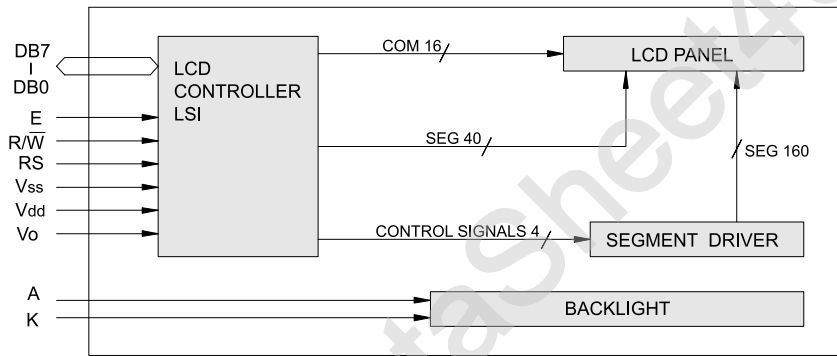 DB7
DB0
E
R/W̅
RS
Vss
Vdd
Vo
A
K
LCD
CONTROLLER
LSI
COM 16
LCD PANEL
SEG 40
SEG 160
CONTROL SIGNALS 4
SEGMENT DRIVER
BACKLIGHT
taSheet4